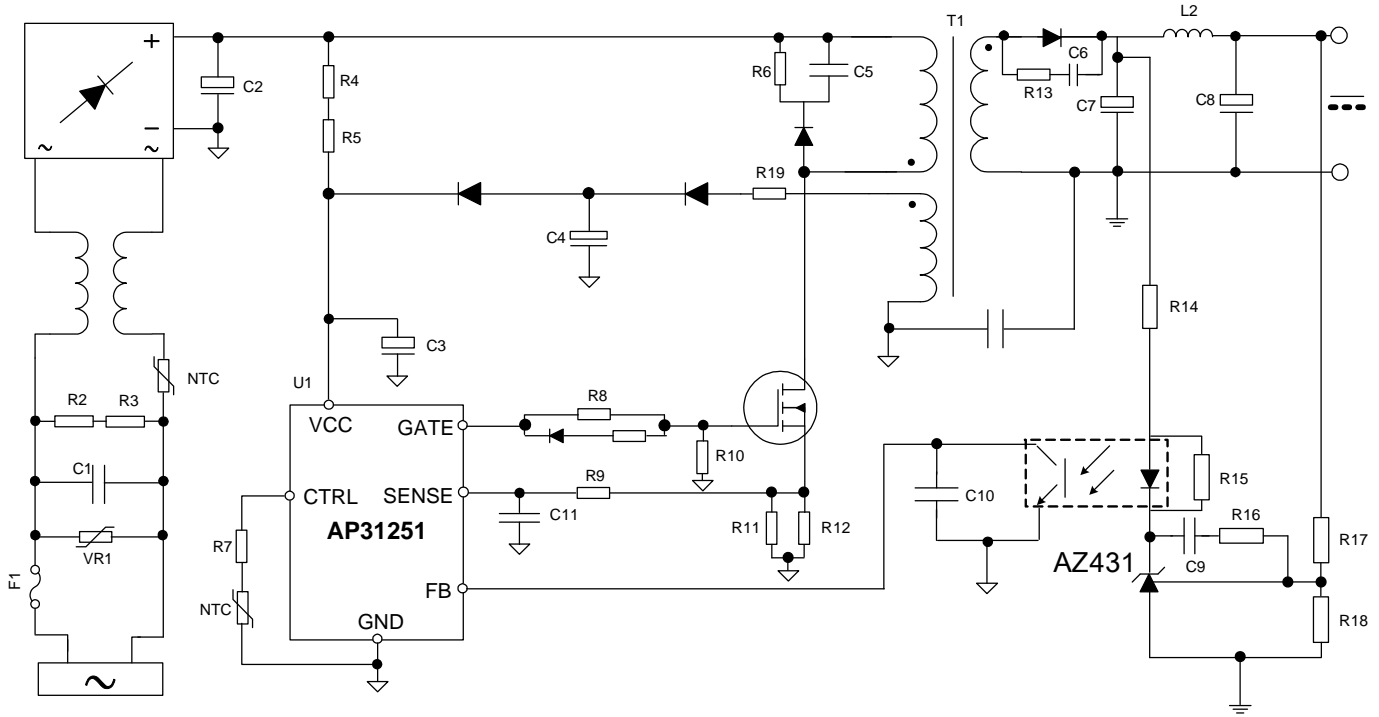 T1
L2
+
C2
R4
R6
C5
C6
R13
C7
C8
−
~
~
R5
R19
C4
R14
C3
NTC
U1
R2
R3
VCC
R8
GATE
R10
C1
CTRL
SENSE
R9
C10
R15
AP31251
C11
R11
R12
R16
VR1
R7
AZ431
C9
R17
F1
NTC
FB
GND
R18
~